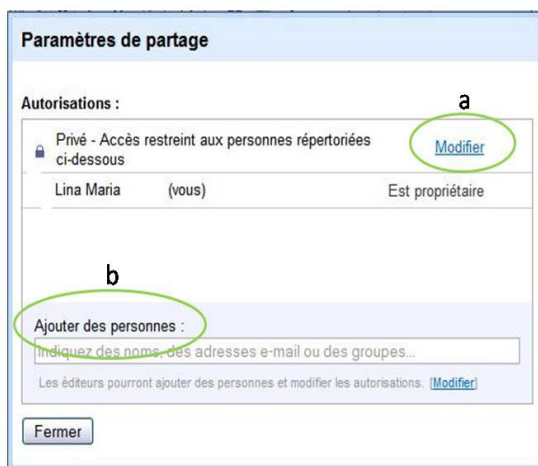 Paramètres de partage
Autorisations :
a
Privé - Accès restreint aux personnes répertoriées
ci-dessous
Modifier
Lina Maria (vous) Est propriétaire
b
Ajouter des personnes :
Indiquez des noms, des adresses e-mail ou des groupes...
Les éditeurs pourront ajouter des personnes et modifier les autorisations. [Modifier]
Fermer